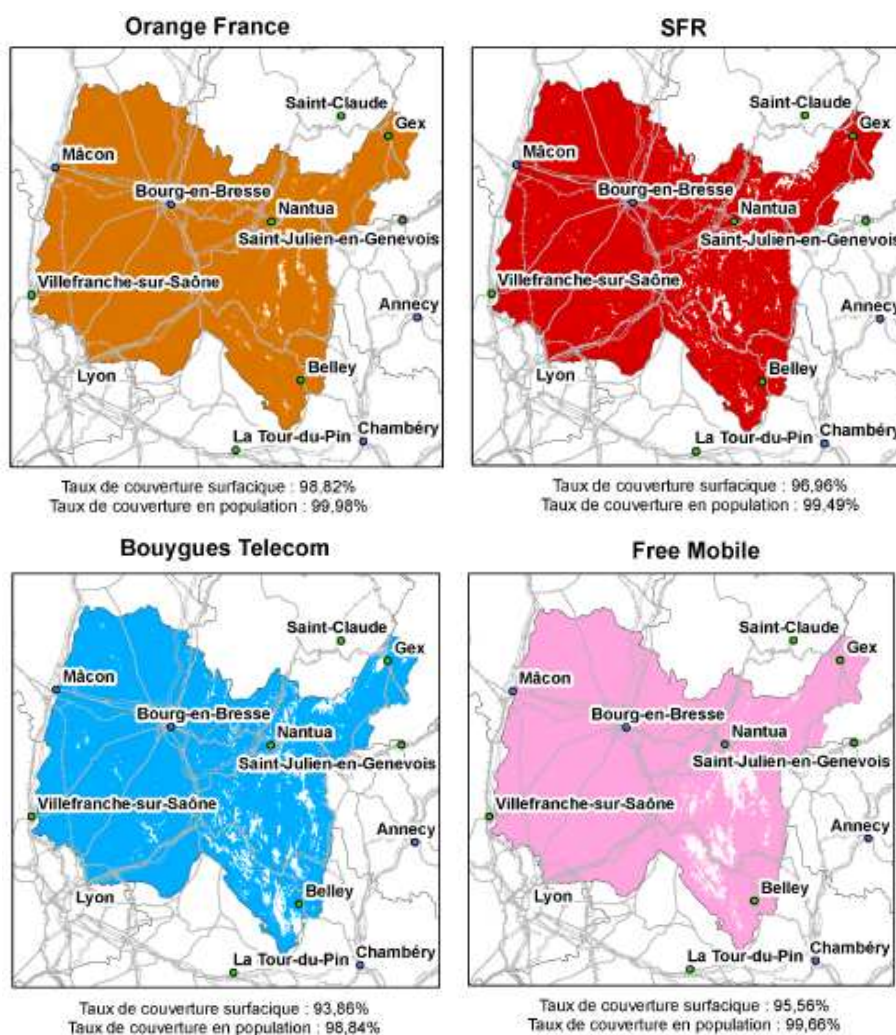 Orange France
Saint-Claude
Gex
Mâcon
Bourg-en-Bresse
Nantua
Saint-Julien-en-Genevois
Villefranche-sur-Saône
Annecy
Belley
Lyon
La Tour-du-Pin
Chambéry
Taux de couverture surfacique : 98,82%
Taux de couverture en population : 99,98%
SFR
Saint-Claude
Gex
Mâcon
Bourg-en-Bresse
Nantua
Saint-Julien-en-Genevois
Villefranche-sur-Saône
Annecy
Belley
Lyon
La Tour-du-Pin
Chambéry
Taux de couverture surfacique : 96,96%
Taux de couverture en population : 99,49%
Bouygues Telecom
Saint-Claude
Gex
Mâcon
Bourg-en-Bresse
Nantua
Saint-Julien-en-Genevois
Villefranche-sur-Saône
Annecy
Belley
Lyon
La Tour-du-Pin
Chambéry
Taux de couverture surfacique : 93,86%
Taux de couverture en population : 98,84%
Free Mobile
Saint-Claude
Gex
Mâcon
Bourg-en-Bresse
Nantua
Saint-Julien-en-Genevois
Villefranche-sur-Saône
Annecy
Belley
Lyon
La Tour-du-Pin
Chambéry
Taux de couverture surfacique : 95,56%
Taux de couverture en population : 99,66%